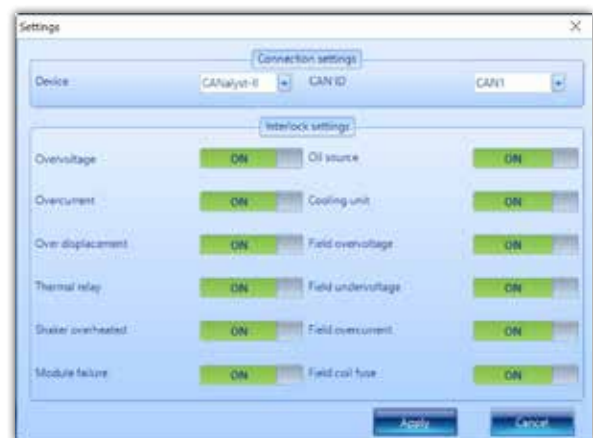 Settings
Connection settings
Device CANalyst-II CAN ID CAN1
Interlock settings
Overvoltage ON Oil source ON
Overcurrent ON Cooling unit ON
Over displacement ON Field overvoltage ON
Thermal relay ON Field undervoltage ON
Shaker overheated ON Field overcurrent ON
Module failure ON Field coil fuse ON
Apply Cancel